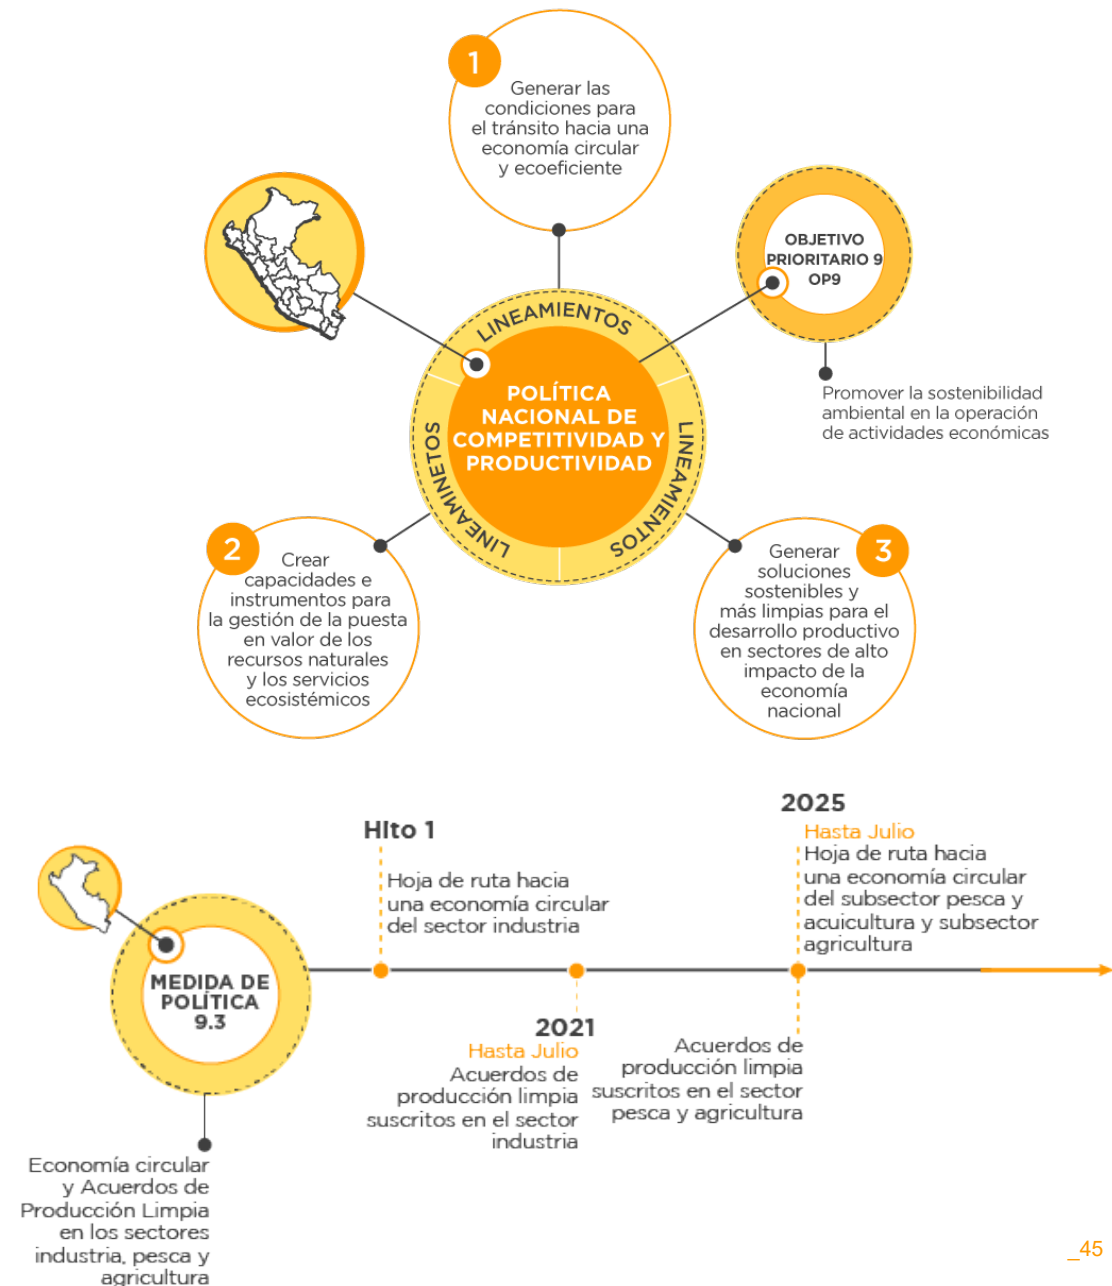 1
Generar las
condiciones para
el tránsito hacia una
economía circular
y ecoeficiente
OBJETIVO
PRIORITARIO 9
OP9
Promover la sostenibilidad
ambiental en la operación
de actividades económicas
LINEAMIENTOS
LINEAMINETOS
LINEAMIENTOS
POLÍTICA
NACIONAL DE
COMPETITIVIDAD Y
PRODUCTIVIDAD
2
Crear
capacidades e
instrumentos para
la gestión de la puesta
en valor de los
recursos naturales
y los servicios
ecosistémicos
3
Generar
soluciones
sostenibles y
más limpias para el
desarrollo productivo
en sectores de alto
impacto de la
economía
nacional
MEDIDA DE
POLÍTICA
9.3
Economía circular
y Acuerdos de
Producción Limpia
en los sectores
industria, pesca y
agricultura
HIto 1
Hoja de ruta hacia
una economía circular
del sector industria
2021
Hasta Julio
Acuerdos de
producción limpia
suscritos en el sector
industria
2025
Hasta Julio
Hoja de ruta hacia
una economía circular
del subsector pesca y
acuicultura y subsector
agricultura
Acuerdos de
producción limpia
suscritos en el sector
pesca y agricultura
_45